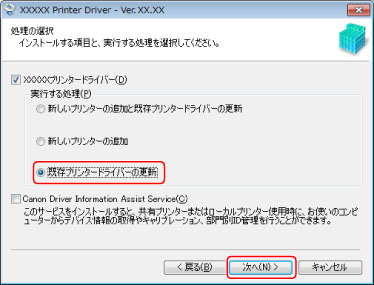 XXXXX Printer Driver - Ver.XX.XX
処理の選択
インストールする項目と、実行する処理を選択してください。
XXXXXプリンタードライバー(D)
実行する処理(P)
新しいプリンターの追加と既存プリンタードライバーの更新
新しいプリンターの追加
既存プリンタードライバーの更新
Canon Driver Information Assist Service(C)
このサービスをインストールすると、共有プリンターまたはローカルプリンター使用時に、お使いのコンピ
ューターからデバイス情報の取得やキャリブレーション、部門別ID管理を行うことができます。
< 戻る(B)
次へ(N) >
キャンセル